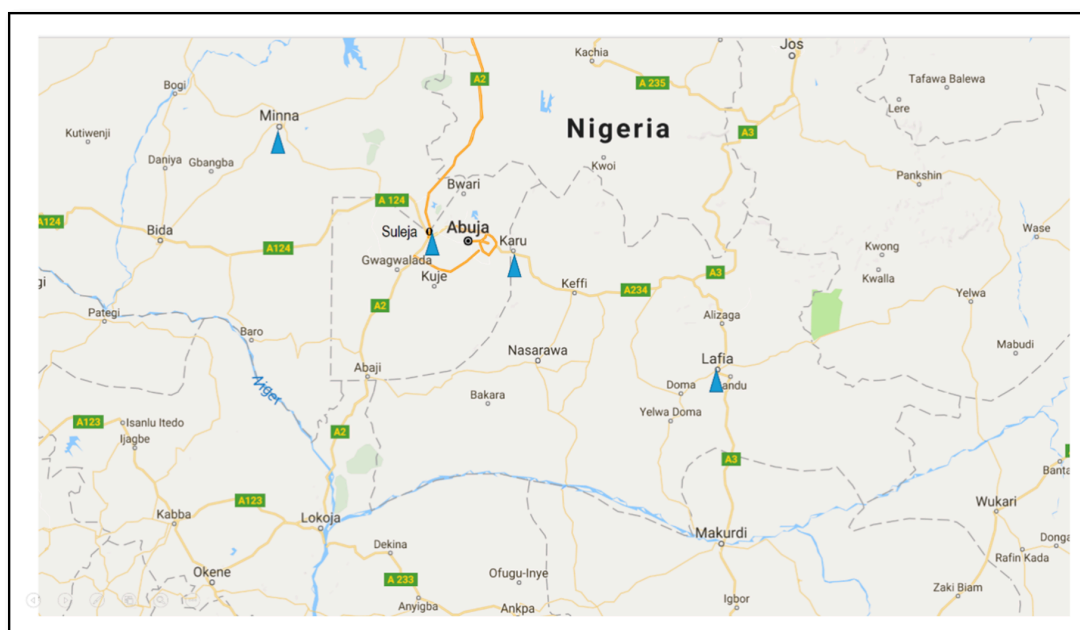 Jos
Kachia
A2
A 235
Tafawa Balewa
Bogi
Lere
Minna
Nigeria
A3
Kutiwenji
Daniya
Gbangba
Kwoi
Pankshin
Bwari
A 124
A124
Bida
Suleja
Abuja
Karu
Wase
A124
Kwong
Gwagwalada
Kuje
A3
Kwalla
gi
Keffi
A234
Yelwa
A2
Pategi
Alizaga
Baro
Mabudi
Nasarawa
Lafia
Abaji
Niger
Doma
andu
Bakara
Yelwa Doma
A123
Isanlu Itedo
A2
Ijagbe
A3
Banta
A123
Wukari
Kabba
Lokoja
Makurdi
Donga
Dekina
Rafin Kada
Okene
Ofugu-Inye
A 233
Zaki Biam
Anyigba
Ankpa
Igbor